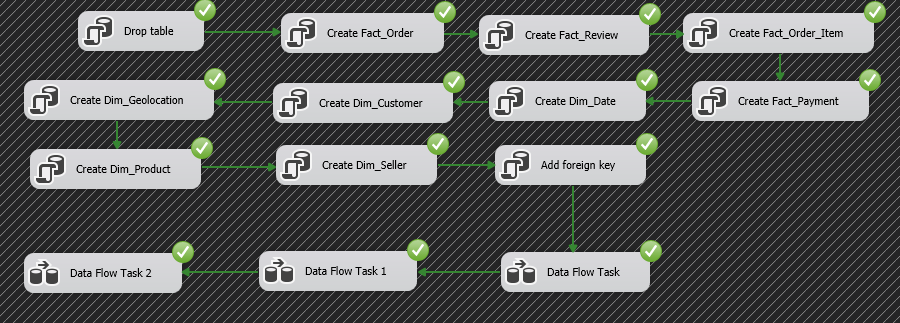 Drop table
Create Fact_Order
Create Fact_Review
Create Fact_Order_Item
Create Fact_Payment
Create Dim_Date
Create Dim_Customer
Create Dim_Geolocation
Create Dim_Product
Create Dim_Seller
Add foreign key
Data Flow Task
Data Flow Task 1
Data Flow Task 2